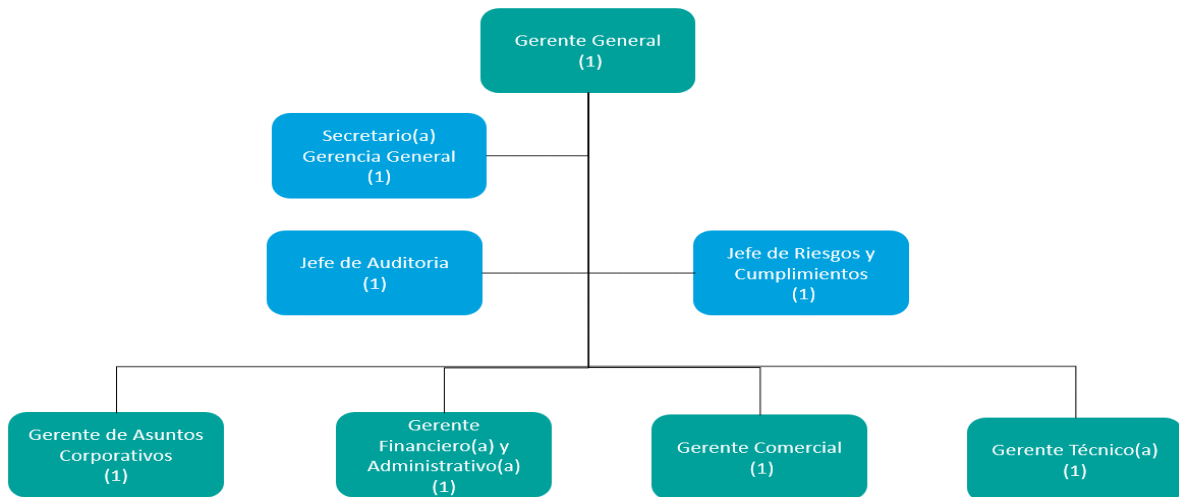 Gerente General
(1)
Secretario(a)
Gerencia General
(1)
Jefe de Auditoria
(1)
Jefe de Riesgos y
Cumplimientos
(1)
Gerente de Asuntos
Corporativos
(1)
Gerente
Financiero(a) y
Administrativo(a)
(1)
Gerente Comercial
(1)
Gerente Técnico(a)
(1)